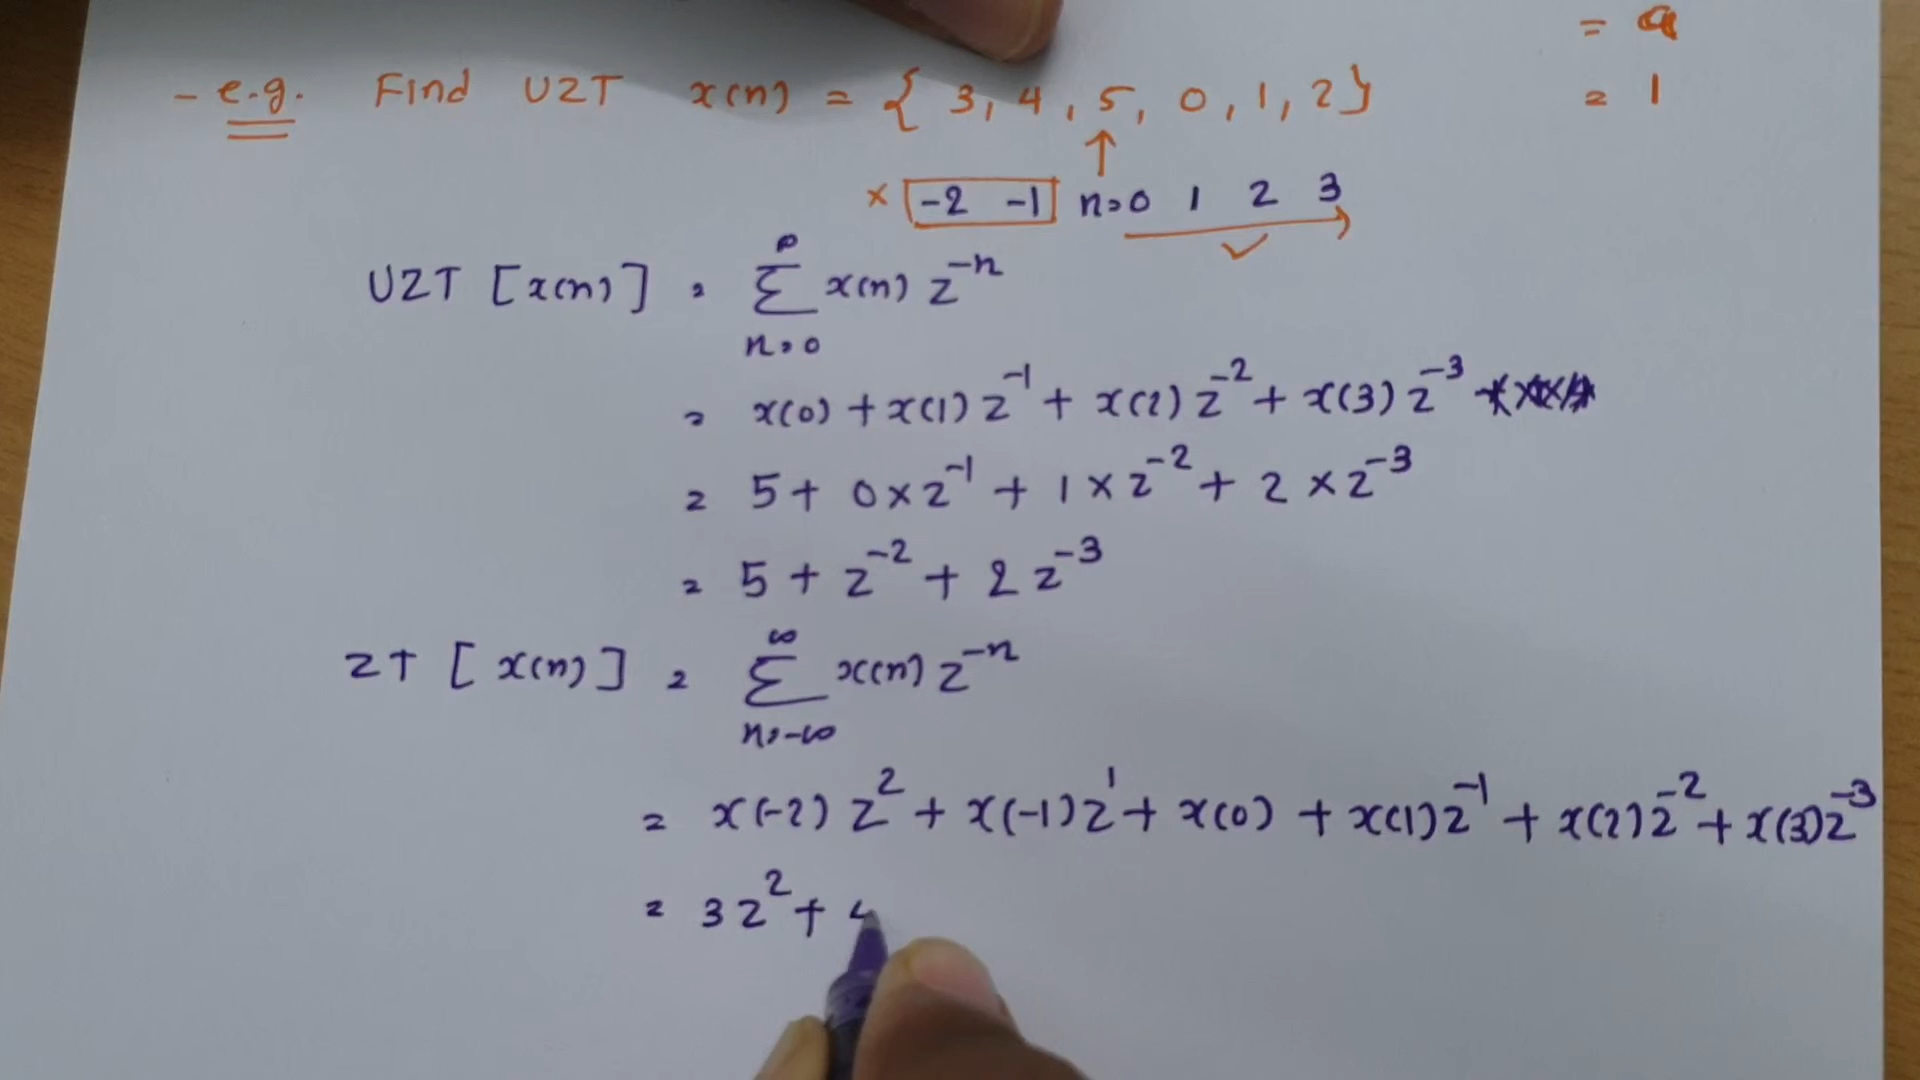 = a
- e.g. Find UZT x(n) = { 3, 4, 5, 0, 1, 2}
= 1
↑
× -2 -1 n=0 1 2 3
✓
UZT [x(n)] = ∞ Σ n=0 x(n) z^-n
= x(0) + x(1) z^-1 + x(2) z^-2 + x(3) z^-3
= 5 + 0 × z^-1 + 1 × z^-2 + 2 × z^-3
= 5 + z^-2 + 2 z^-3
ZT [ x(n) ] = ∞ Σ n=-∞ x(n) z^-n
= x(-2) z^2 + x(-1) z^1 + x(0) + x(1) z^-1 + x(2) z^-2 + x(3) z^-3
= 3 z^2 + 4